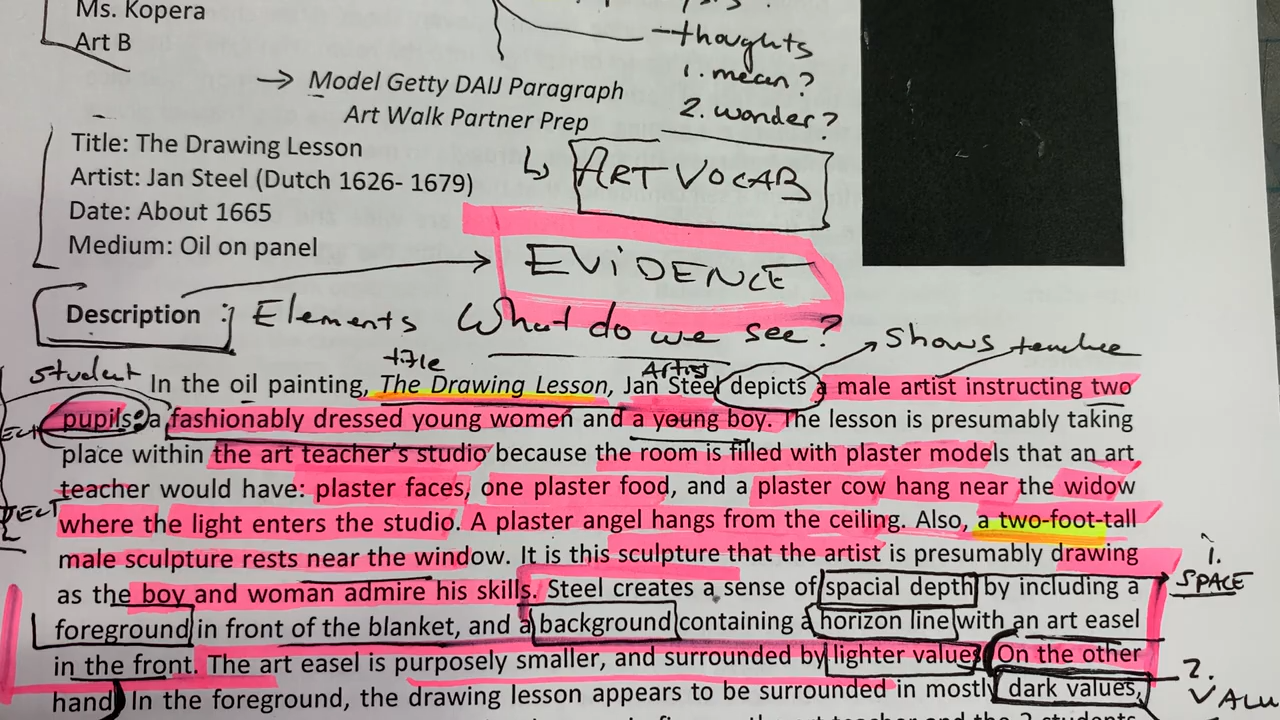 Ms. Kopera
Art B
thoughts
1. mean?
2. wonder?
Model Getty DAIJ Paragraph
Art Walk Partner Prep
ART VOCAB
Title: The Drawing Lesson
Artist: Jan Steel (Dutch 1626- 1679)
Date: About 1665
Medium: Oil on panel
EViDENCE
Description : Elements What do we see?
shows teachee
student title Artist
In the oil painting, The Drawing Lesson, Jan Steel depicts a male artist instructing two
pupils: a fashionably dressed young women and a young boy. The lesson is presumably taking
place within the art teacher's studio because the room is filled with plaster models that an art
teacher would have: plaster faces, one plaster food, and a plaster cow hang near the widow
where the light enters the studio. A plaster angel hangs from the ceiling. Also, a two-foot-tall
male sculpture rests near the window. It is this sculpture that the artist is presumably drawing
as the boy and woman admire his skills. Steel creates a sense of spacial depth by including a
1. SPACE
foreground in front of the blanket, and a background containing a horizon line with an art easel
in the front. The art easel is purposely smaller, and surrounded by lighter values. On the other
hand, In the foreground, the drawing lesson appears to be surrounded in mostly dark values,
2. VALU